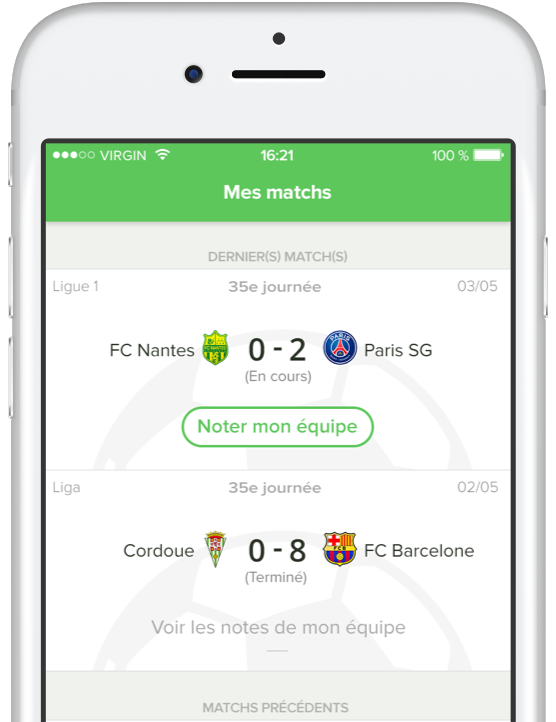 VIRGIN 16:21 100 %
Mes matchs
DERNIER(S) MATCH(S)
Ligue 1 35e journée 03/05
FC Nantes 0 - 2 Paris SG
(En cours)
Noter mon équipe
Liga 35e journée 02/05
Cordoue 0 - 8 FC Barcelone
(Terminé)
Voir les notes de mon équipe
MATCHS PRÉCÉDENTS